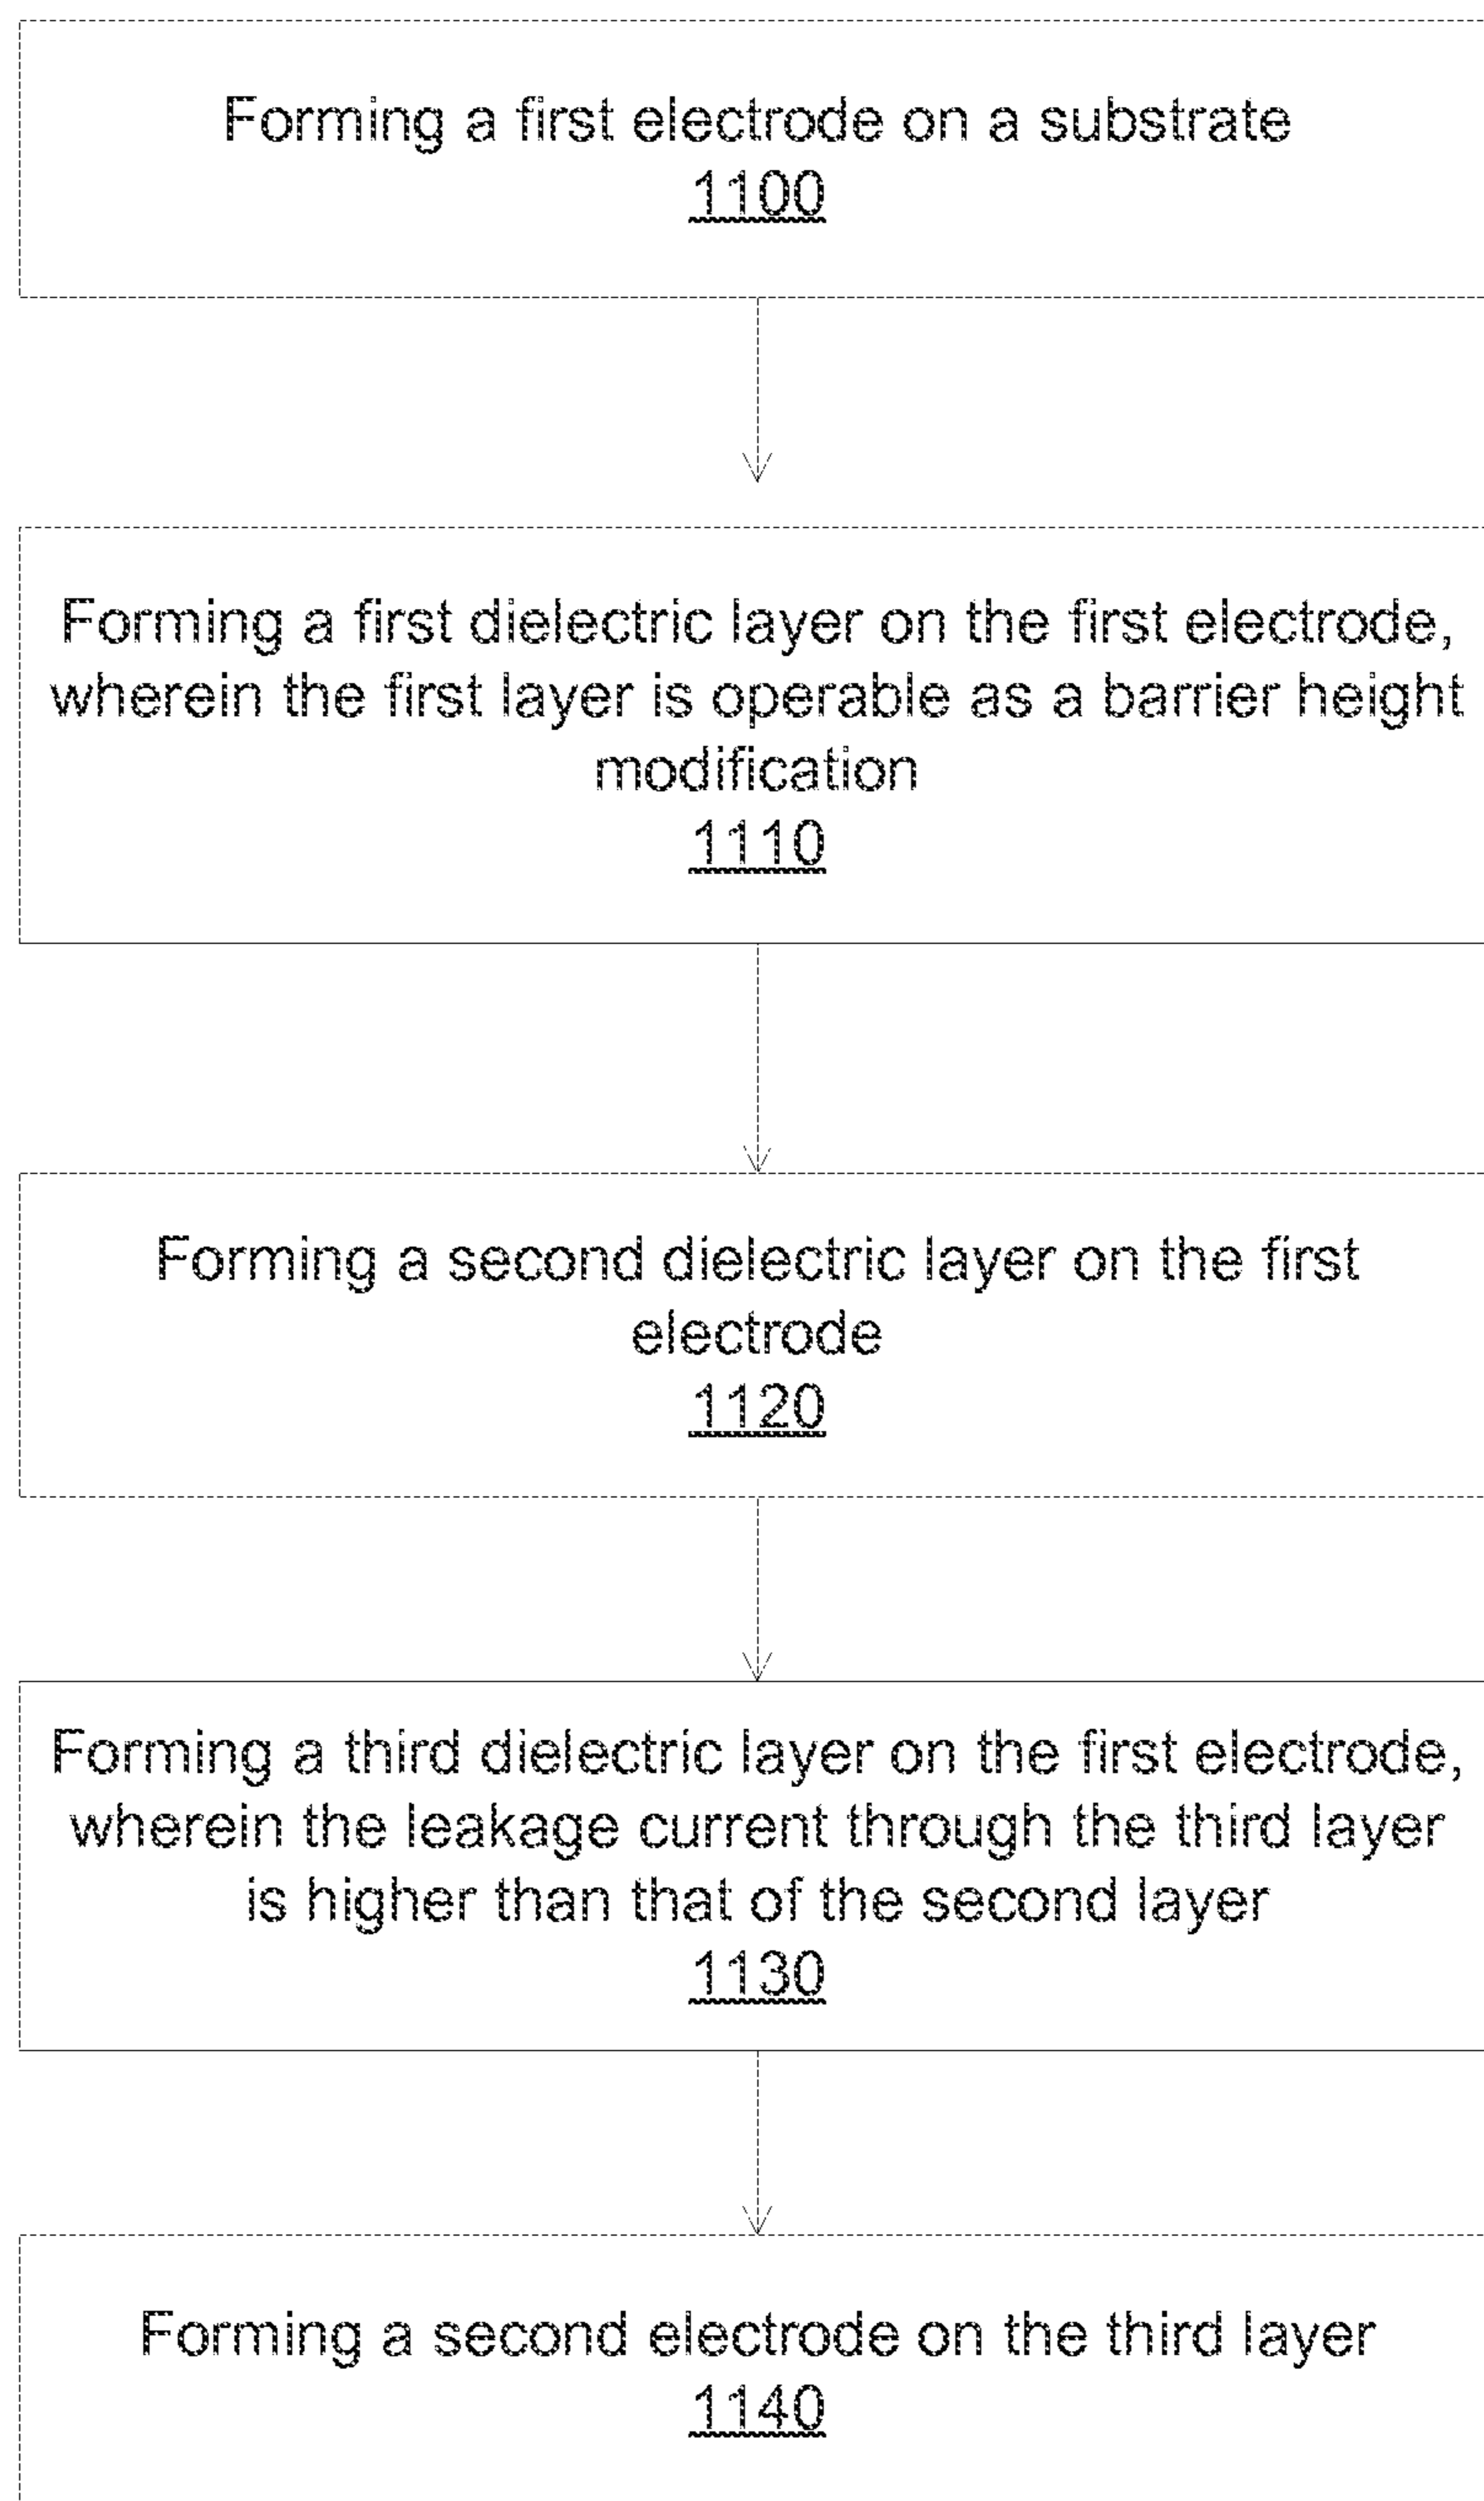 Forming a first electrode on a substrate
1100
Forming a first dielectric layer on the first electrode,
wherein the first layer is operable as a barrier height
modification
1110
Forming a second dielectric layer on the first
electrode
1120
Forming a third dielectric layer on the first electrode,
wherein the leakage current through the third layer
is higher than that of the second layer
1130
Forming a second electrode on the third layer
1140